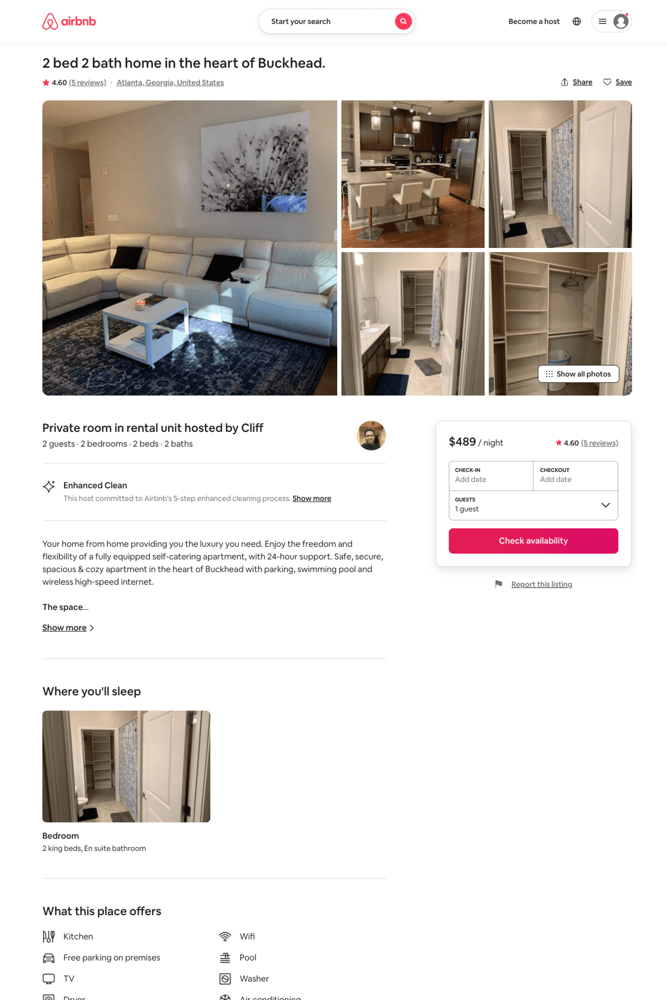 airbnb
Start your search
Become a host
2 bed 2 bath home in the heart of Buckhead.
4.60 (5 reviews) · Atlanta, Georgia, United States
Share Save
Show all photos
Private room in rental unit hosted by Cliff
2 guests · 2 bedrooms · 2 beds · 2 baths
Enhanced Clean
This host committed to Airbnb's 5-step enhanced cleaning process. Show more
Your home from home providing you the luxury you need. Enjoy the freedom and
flexibility of a fully equipped self-catering apartment, with 24-hour support. Safe, secure,
spacious & cozy apartment in the heart of Buckhead with parking, swimming pool and
wireless high-speed internet.
The space...
Show more
$489 / night
4.60 (5 reviews)
CHECK-IN
Add date
CHECKOUT
Add date
GUESTS
1 guest
Check availability
Report this listing
Where you'll sleep
Bedroom
2 king beds, En suite bathroom
What this place offers
Kitchen
Wifi
Free parking on premises
Pool
TV
Washer
Dryer
Air conditioning